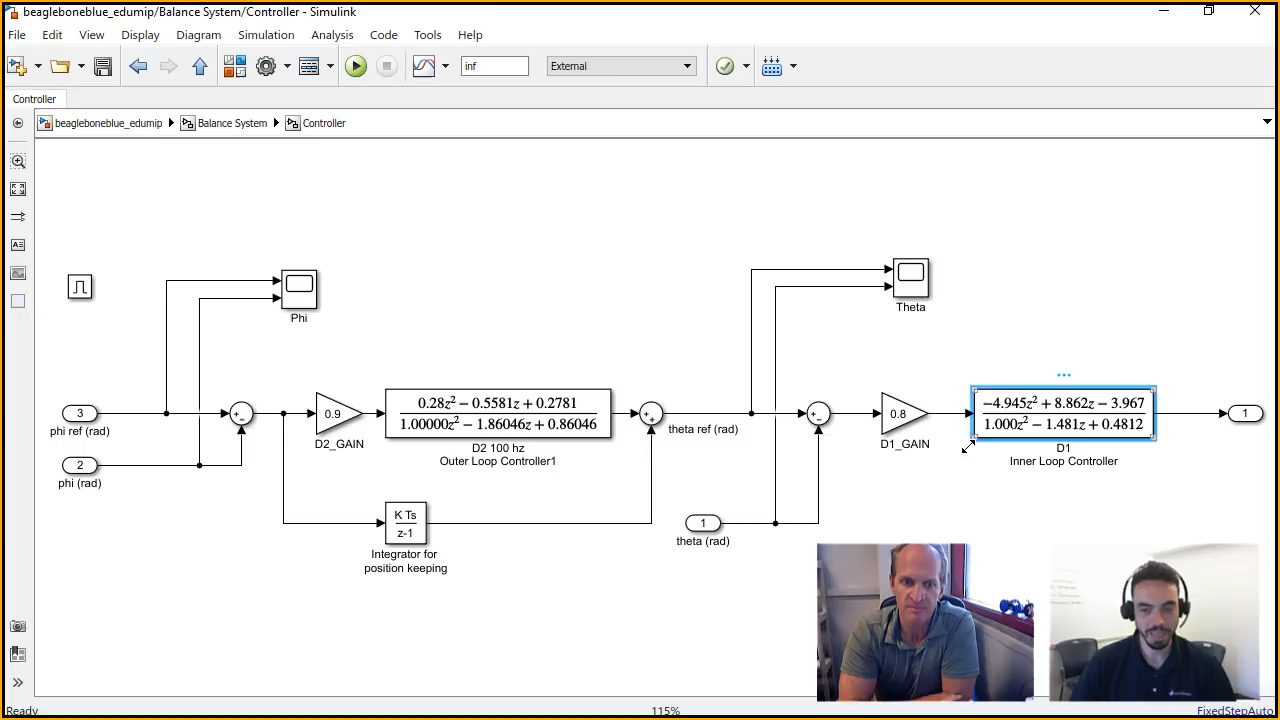 beagleboneblue_edumip/Balance System/Controller - Simulink
File Edit View Display Diagram Simulation Analysis Code Tools Help
inf External
Controller
beagleboneblue_edumip Balance System Controller
Phi
Theta
3
phi ref (rad)
2
phi (rad)
+
-
0.9
D2_GAIN
0.28z² − 0.5581z + 0.2781
1.00000z² − 1.86046z + 0.86046
D2 100 hz
Outer Loop Controller1
K Ts
z-1
Integrator for
position keeping
+
+
theta ref (rad)
1
theta (rad)
+
-
0.8
D1_GAIN
−4.945z² + 8.862z − 3.967
1.000z² − 1.481z + 0.4812
D1
Inner Loop Controller
1
Ready 115% FixedStepAuto